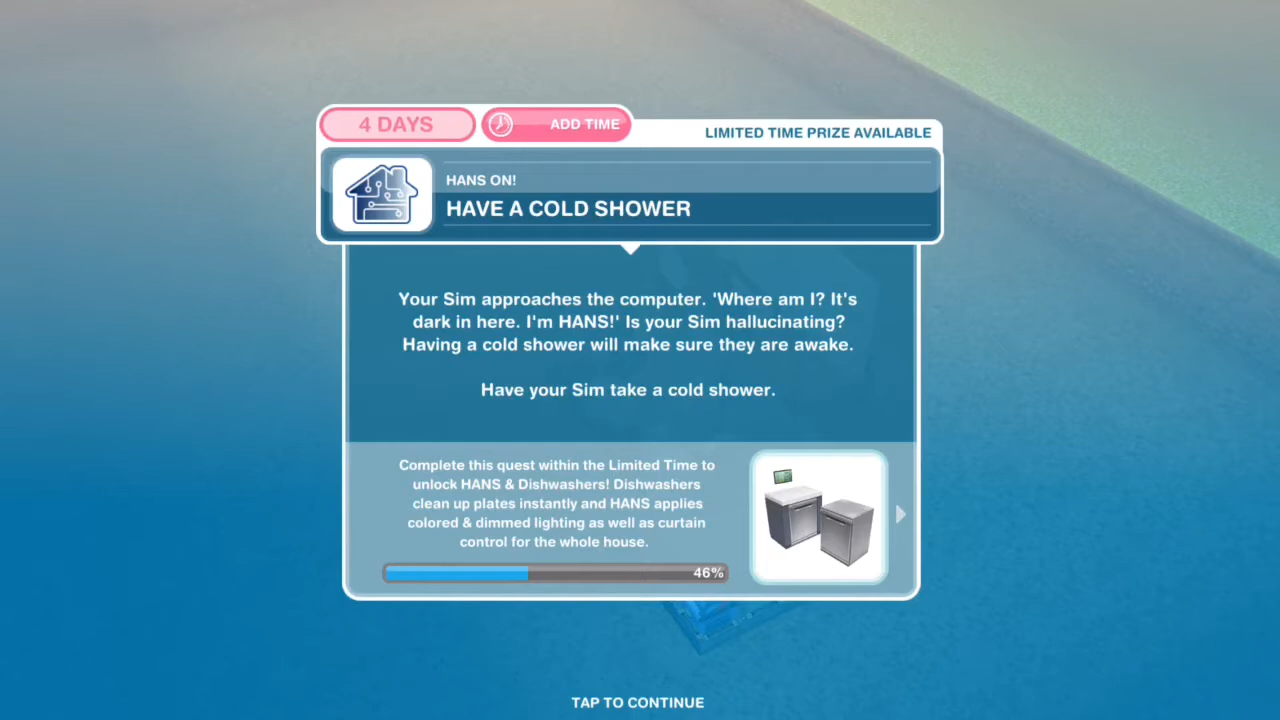 4 DAYS
ADD TIME
LIMITED TIME PRIZE AVAILABLE
HANS ON!
HAVE A COLD SHOWER
Your Sim approaches the computer. 'Where am I? It's
dark in here. I'm HANS!' Is your Sim hallucinating?
Having a cold shower will make sure they are awake.
Have your Sim take a cold shower.
Complete this quest within the Limited Time to
unlock HANS & Dishwashers! Dishwashers
clean up plates instantly and HANS applies
colored & dimmed lighting as well as curtain
control for the whole house.
46%
TAP TO CONTINUE